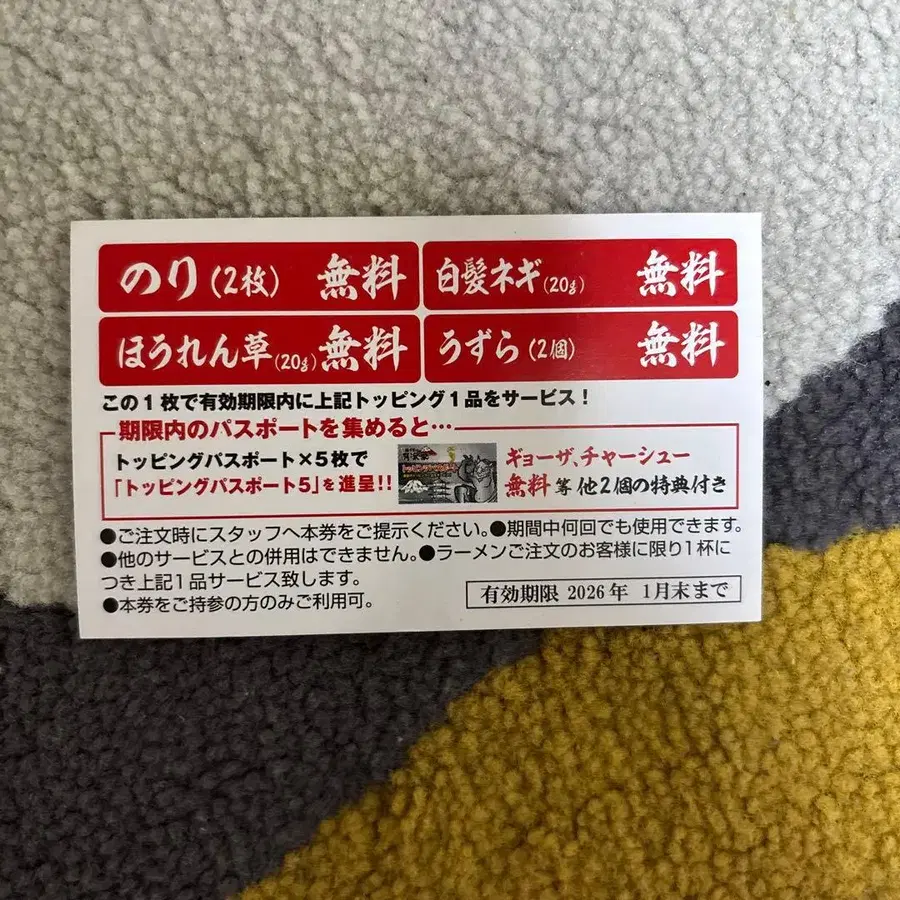 のり(2枚) 無料
白髪ネギ(20g) 無料
ほうれん草(20g) 無料
うずら(2個) 無料
この1枚で有効期限内に上記トッピング1品をサービス!
期限内のパスポートを集めると…
トッピングパスポート×5枚で
「トッピングパスポート5」を進呈!!
ギョーザ、チャーシュー
無料 等 他2個の特典付き
●ご注文時にスタッフへ本券をご提示ください。●期間中何回でも使用できます。
●他のサービスとの併用はできません。●ラーメンご注文のお客様に限り1杯に
つき上記1品サービス致します。
●本券をご持参の方のみご利用可。
有効期限 2026年 1月末まで